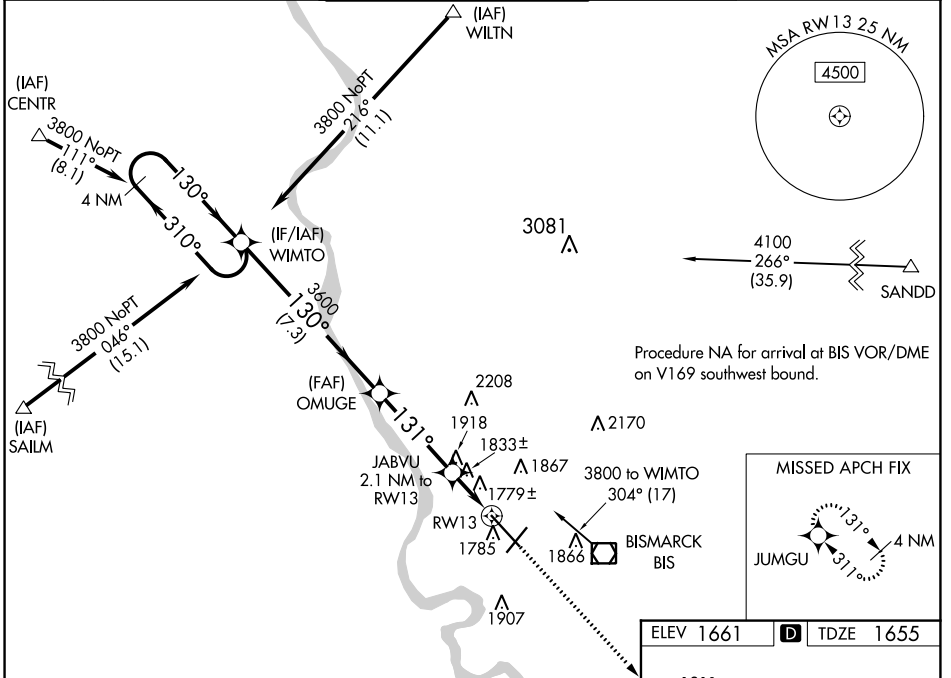 (IAF)
WILTN
MSA RW13 25 NM
4500
(IAF)
CENTR
3800 NoPT
111°
(8.1)
3800 NoPT
216°
(11.1)
4 NM
130°
310°
(IF/IAF)
WIMTO
3081
4100
266°
(35.9)
SANDD
3800 NoPT
046°
(15.1)
3600
130°
(7.3)
Procedure NA for arrival at BIS VOR/DME
on V169 southwest bound.
(IAF)
SAILM
(FAF)
OMUGE
131°
2208
1918
2170
1833±
JABVU
2.1 NM to
RW13
1867
1779±
3800 to WIMTO
304° (17)
MISSED APCH FIX
RW13
1785
1866
BISMARCK
BIS
131°
4 NM
JUMGU
311°
1907
ELEV 1661
D
TDZE 1655